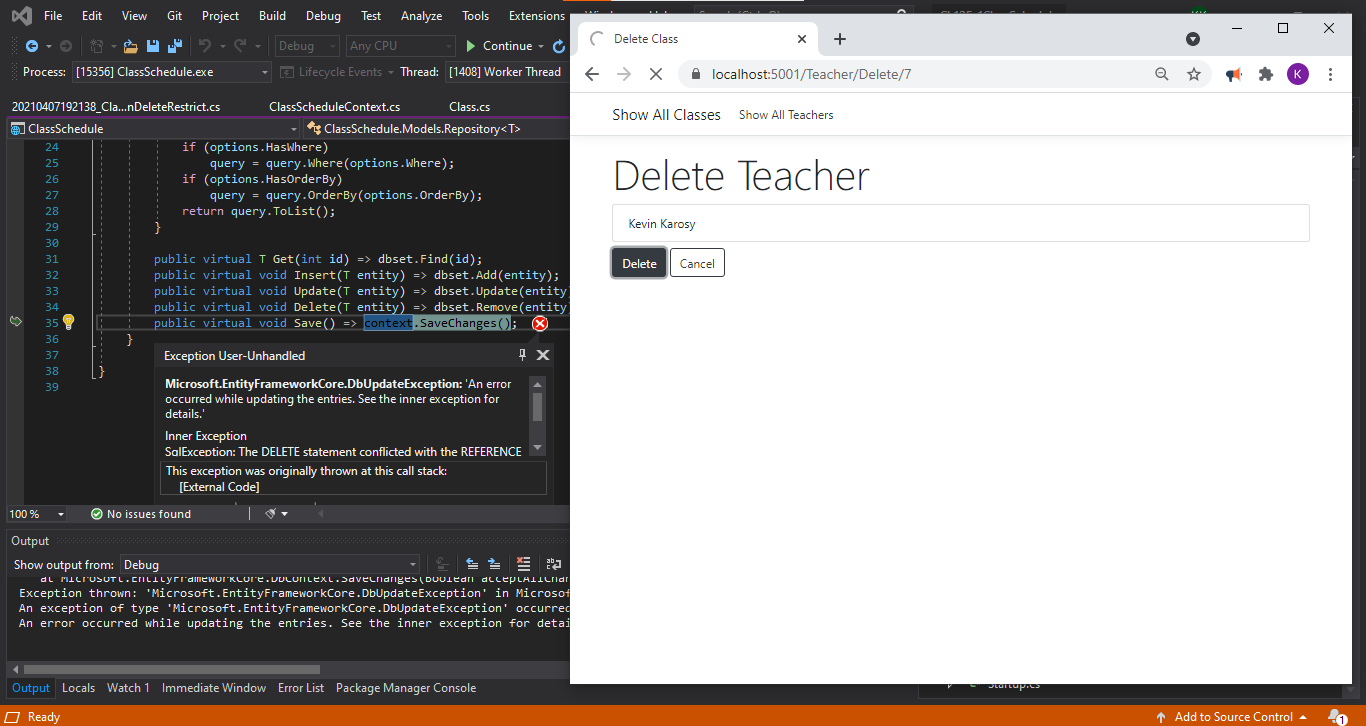 File Edit View Git Project Build Debug Test Analyze Tools Extensions
Debug Any CPU Continue
Process: [15356] ClassSchedule.exe Lifecycle Events Thread: [1408] Worker Thread
20210407192138_Cla...nDeleteRestrict.cs ClassScheduleContext.cs Class.cs
ClassSchedule ClassSchedule.Models.Repository<T>
24 if (options.HasWhere)
25 query = query.Where(options.Where);
26 if (options.HasOrderBy)
27 query = query.OrderBy(options.OrderBy);
28 return query.ToList();
29 }
30
31 public virtual T Get(int id) => dbset.Find(id);
32 public virtual void Insert(T entity) => dbset.Add(entity);
33 public virtual void Update(T entity) => dbset.Update(entity)
34 public virtual void Delete(T entity) => dbset.Remove(entity)
35 public virtual void Save() => context.SaveChanges();
36 }
37
38 }
39
Exception User-Unhandled
Microsoft.EntityFrameworkCore.DbUpdateException: 'An error
occurred while updating the entries. See the inner exception for
details.'
Inner Exception
SqlException: The DELETE statement conflicted with the REFERENCE
This exception was originally thrown at this call stack:
[External Code]
100 % No issues found
Output
Show output from: Debug
at Microsoft.EntityFrameworkCore.DbContext.SaveChanges(Boolean acceptAllChan
Exception thrown: 'Microsoft.EntityFrameworkCore.DbUpdateException' in Microsof
An exception of type 'Microsoft.EntityFrameworkCore.DbUpdateException' occurred
An error occurred while updating the entries. See the inner exception for detai
Output Locals Watch 1 Immediate Window Error List Package Manager Console
Ready
Delete Class
localhost:5001/Teacher/Delete/7
K
Show All Classes Show All Teachers
Delete Teacher
Kevin Karosy
Delete Cancel
Startup.cs
Add to Source Control
1